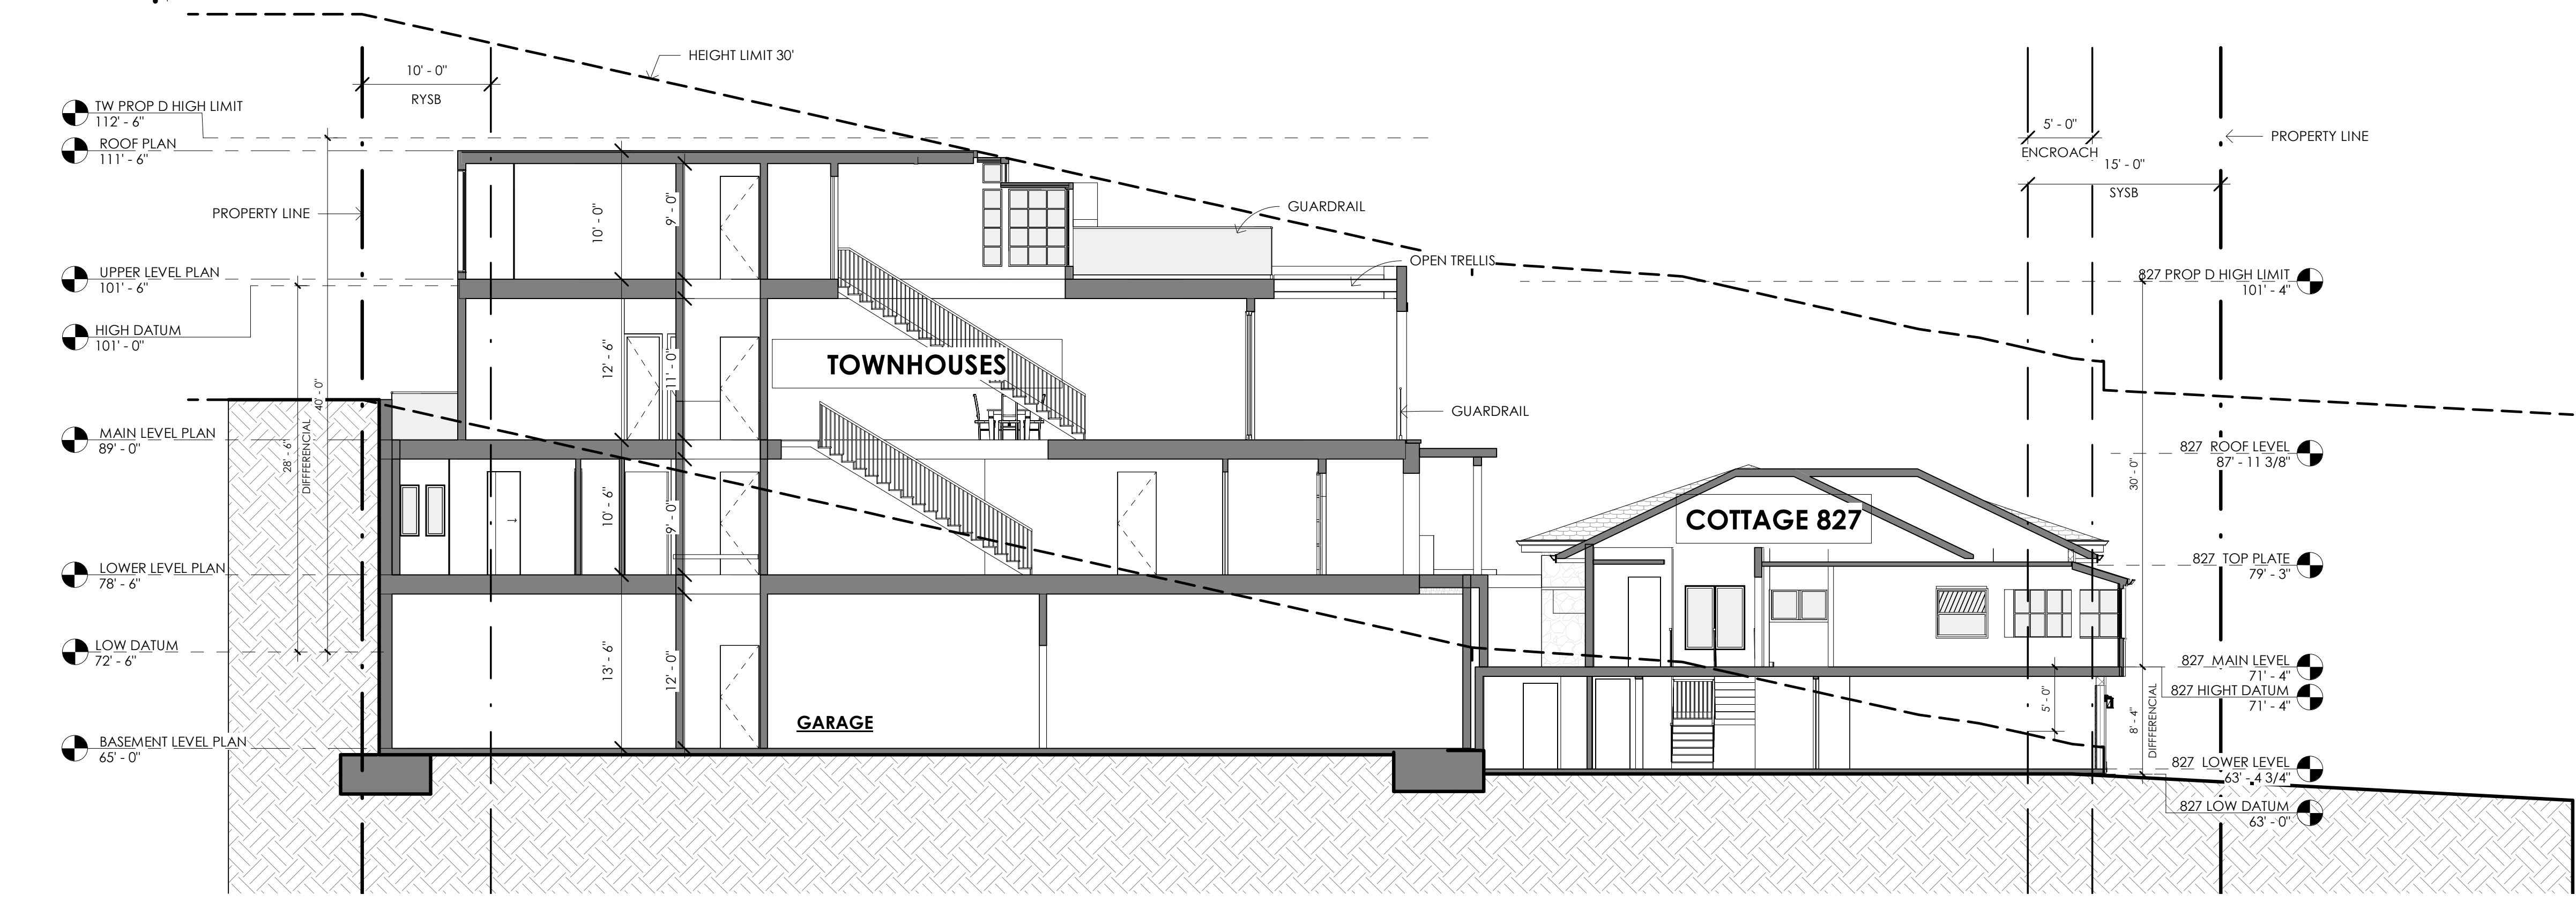 HEIGHT LIMIT 30'
10' - 0"
RYSB
TW PROP D HIGH LIMIT
112' - 6"
ROOF PLAN
111' - 6"
PROPERTY LINE
UPPER LEVEL PLAN
101' - 6"
HIGH DATUM
101' - 0"
MAIN LEVEL PLAN
89' - 0"
LOWER LEVEL PLAN
78' - 6"
LOW DATUM
72' - 6"
BASEMENT LEVEL PLAN
65' - 0"
28' - 6"
DIFFFERENCIAL
40' - 0"
10' - 0"
9' - 0"
12' - 6"
11' - 0"
10' - 6"
9' - 0"
13' - 6"
12' - 0"
TOWNHOUSES
GARAGE
GUARDRAIL
OPEN TRELLIS
GUARDRAIL
COTTAGE 827
5' - 0"
ENCROACH
15' - 0"
SYSB
PROPERTY LINE
827 PROP D HIGH LIMIT
101' - 4"
827 ROOF LEVEL
87' - 11 3/8"
30' - 0"
827 TOP PLATE
79' - 3"
827 MAIN LEVEL
71' - 4"
827 HIGHT DATUM
71' - 4"
5' - 0"
8' - 4"
DIFFFERENCIAL
827 LOWER LEVEL
63' - 4 3/4"
827 LOW DATUM
63' - 0"